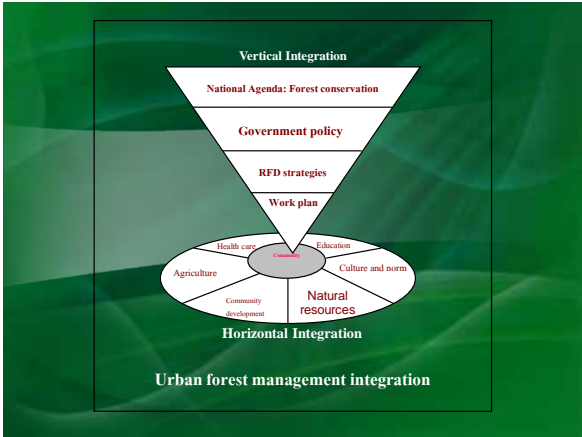 Vertical Integration
National Agenda: Forest conservation
Government policy
RFD strategies
Work plan
Health care
Education
Community
Agriculture
Culture and norm
Community
development
Natural
resources
Horizontal Integration
Urban forest management integration